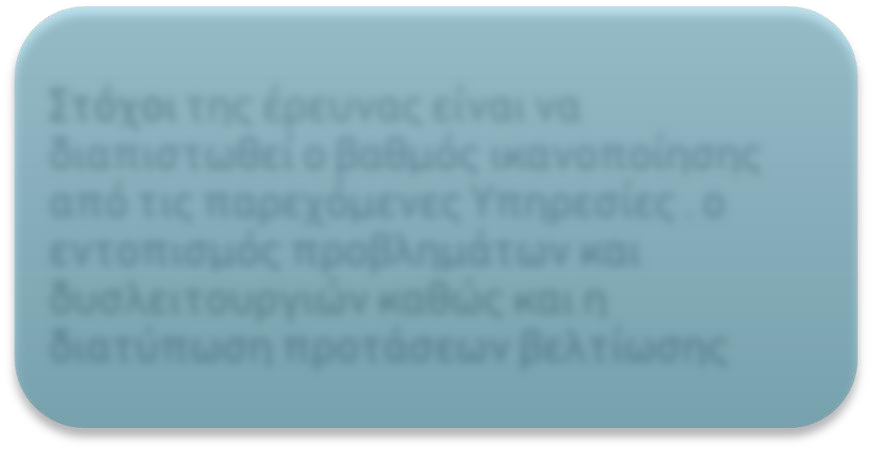 Στόχοι της έρευνας είναι να
διαπιστωθεί ο βαθμός ικανοποίησης
από τις παρεχόμενες Υπηρεσίες . ο
εντοπισμός προβλημάτων και
δυσλειτουργιών καθώς και η
διατύπωση προτάσεων βελτίωσης